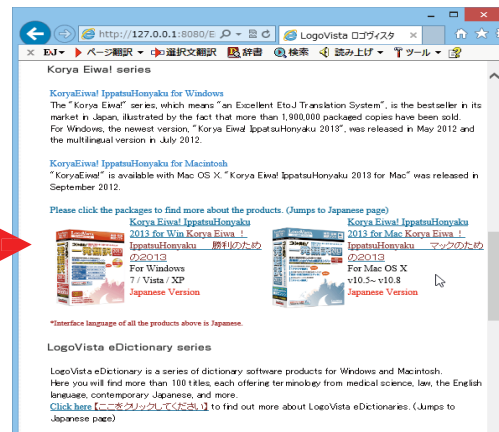 http://127.0.0.1:8080/E
LogoVista ロゴヴィスタ
EJ ページ翻訳 選択文翻訳 辞書 検索 読み上げ ツール
Korya Eiwa! series
KoryaEiwa! IppatsuHonyaku for Windows
The "Korya Eiwa!" series, which means "an Excellent EtoJ Translation System", is the bestseller in its
market in Japan, illustrated by the fact that more than 1,900,000 packaged copies have been sold.
For Windows, the newest version, "Korya Eiwa! IppatsuHonyaku 2013", was released in May 2012 and
the multilingual version in July 2012.
KoryaEiwa! IppatsuHonyaku for Macintosh
"KoryaEiwa!" is available with Mac OS X. "Korya Eiwa! IppatsuHonyaku 2013 for Mac" was released in
September 2012.
Please click the packages to find more about the products. (Jumps to Japanese page)
Korya Eiwa! IppatsuHonyaku
2013 for Win Korya Eiwa ！
IppatsuHonyaku 勝利のため
の2013
For Windows
7 / Vista / XP
Japanese Version
Korya Eiwa! IppatsuHonyaku
2013 for Mac Korya Eiwa ！
IppatsuHonyaku マックのため
の2013
For Mac OS X
v10.5~ v10.8
Japanese Version
*Interface language of all the products above is Japanese.
LogoVista eDictionary series
LogoVista eDictionary is a series of dictionary software products for Windows and Macintosh.
Here you will find more than 100 titles, each offering terminology from medical science, law, the English
language, contemporary Japanese, and more.
Click here【ここをクリックしてください】 to find out more about LogoVista eDictionaries. (Jumps to
Japanese page)